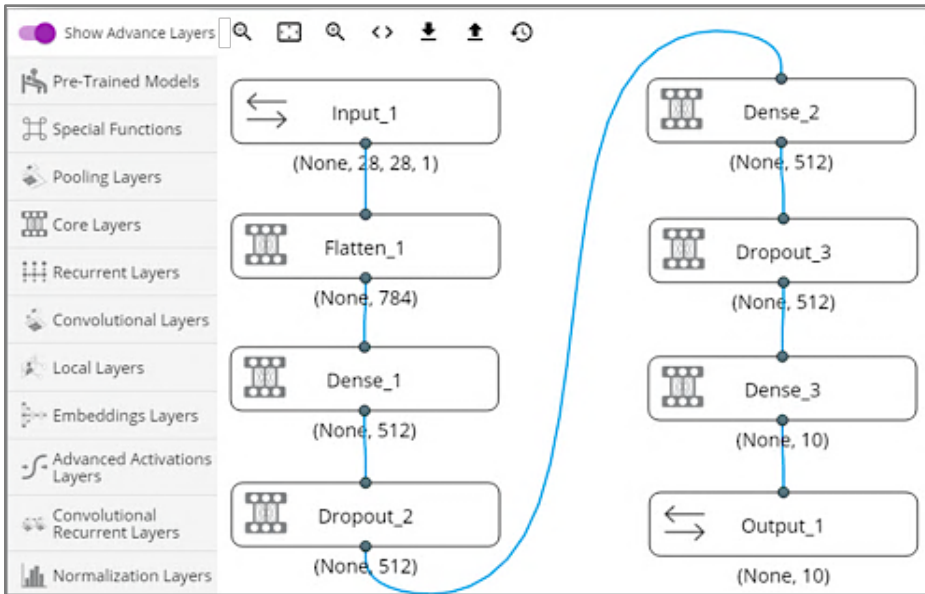 Show Advance Layers
Pre-Trained Models
Special Functions
Pooling Layers
Core Layers
Recurrent Layers
Convolutional Layers
Local Layers
Embeddings Layers
Advanced Activations
Layers
Convolutional
Recurrent Layers
Normalization Layers
Input_1
(None, 28, 28, 1)
Flatten_1
(None, 784)
Dense_1
(None, 512)
Dropout_2
(None, 512)
Dense_2
(None, 512)
Dropout_3
(None, 512)
Dense_3
(None, 10)
Output_1
(None, 10)